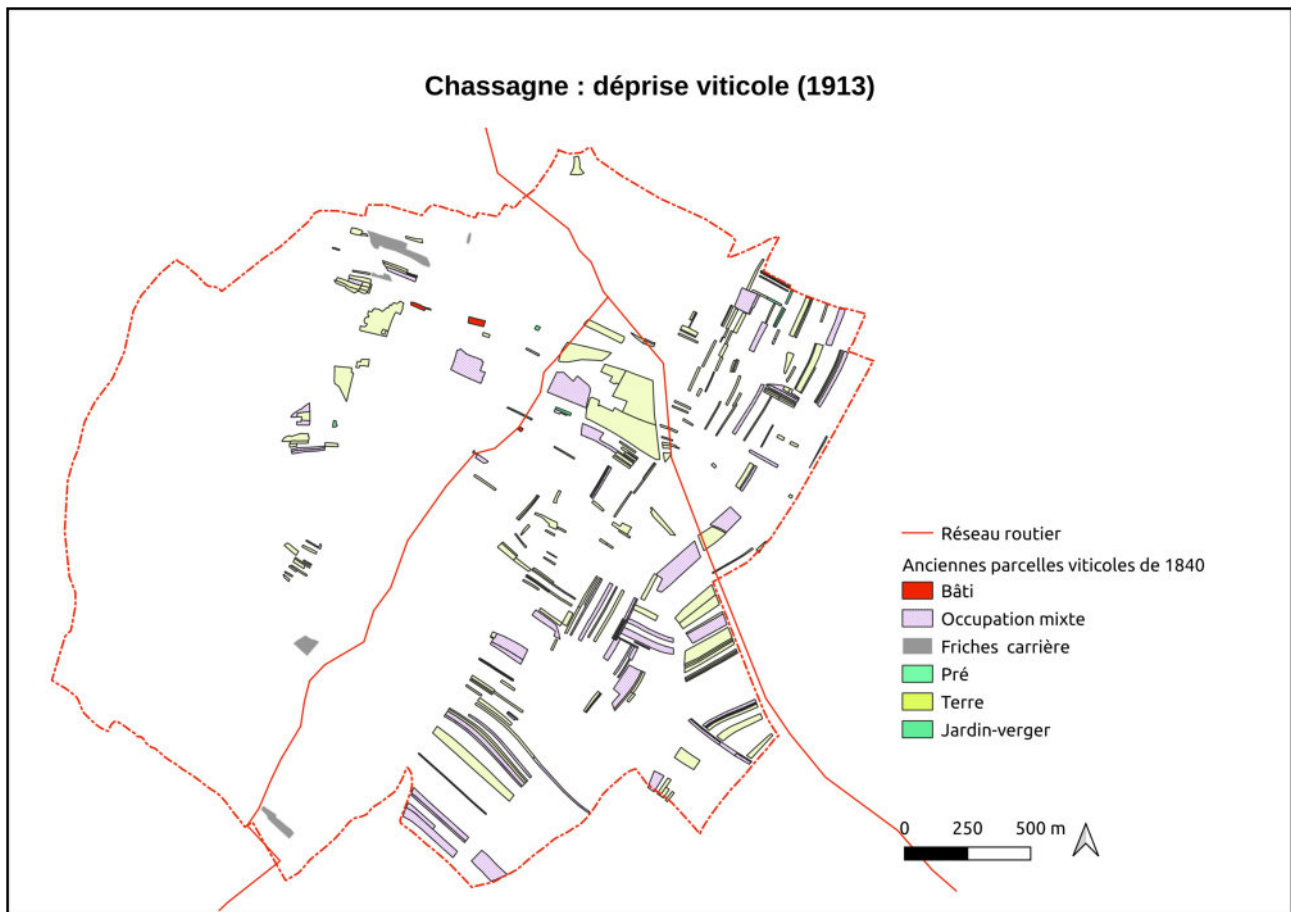 Chassagne : déprise viticole (1913)
Réseau routier
Anciennes parcelles viticoles de 1840
Bâti
Occupation mixte
Friches carrière
Pré
Terre
Jardin-verger
0 250 500 m